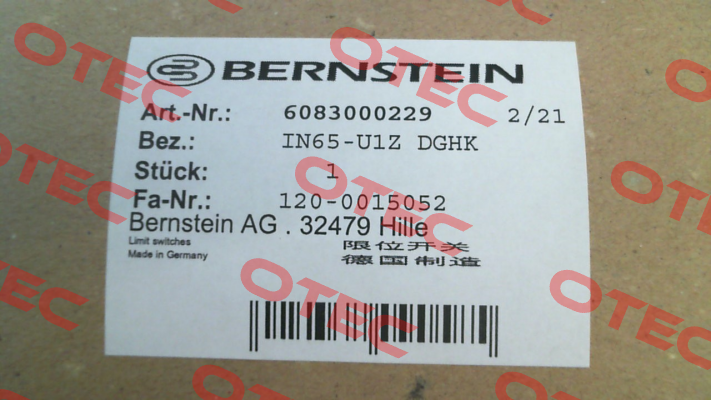 BERNSTEIN
Art.-Nr.: 6083000229 2/21
Bez.: IN65-U1Z DGHK
Stück: 1
Fa-Nr.: 120-0015052
Bernstein AG . 32479 Hille
Limit switches 限位开关
Made in Germany 德国制造
OTEC
OTEC
OTEC
OTEC
OTEC
OTEC
OTEC
OTEC
OTEC
OTEC